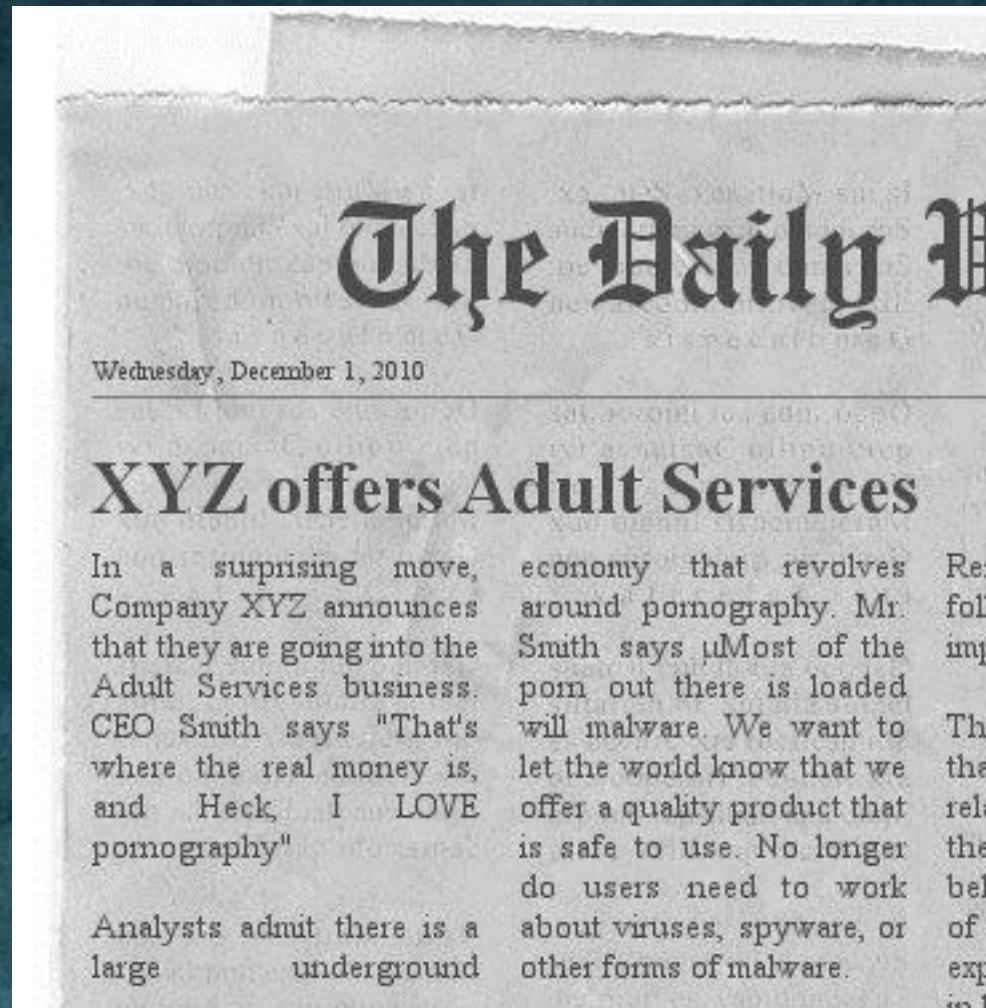 The Daily
Wednesday, December 1, 2010
XYZ offers Adult Services
In a surprising move,
Company XYZ announces
that they are going into the
Adult Services business.
CEO Smith says "That's
where the real money is,
and Heck, I LOVE
pornography"
Analysts admit there is a
large underground
economy that revolves
around pornography. Mr.
Smith says µMost of the
porn out there is loaded
will malware. We want to
let the world know that we
offer a quality product that
is safe to use. No longer
do users need to work
about viruses, spyware, or
other forms of malware.